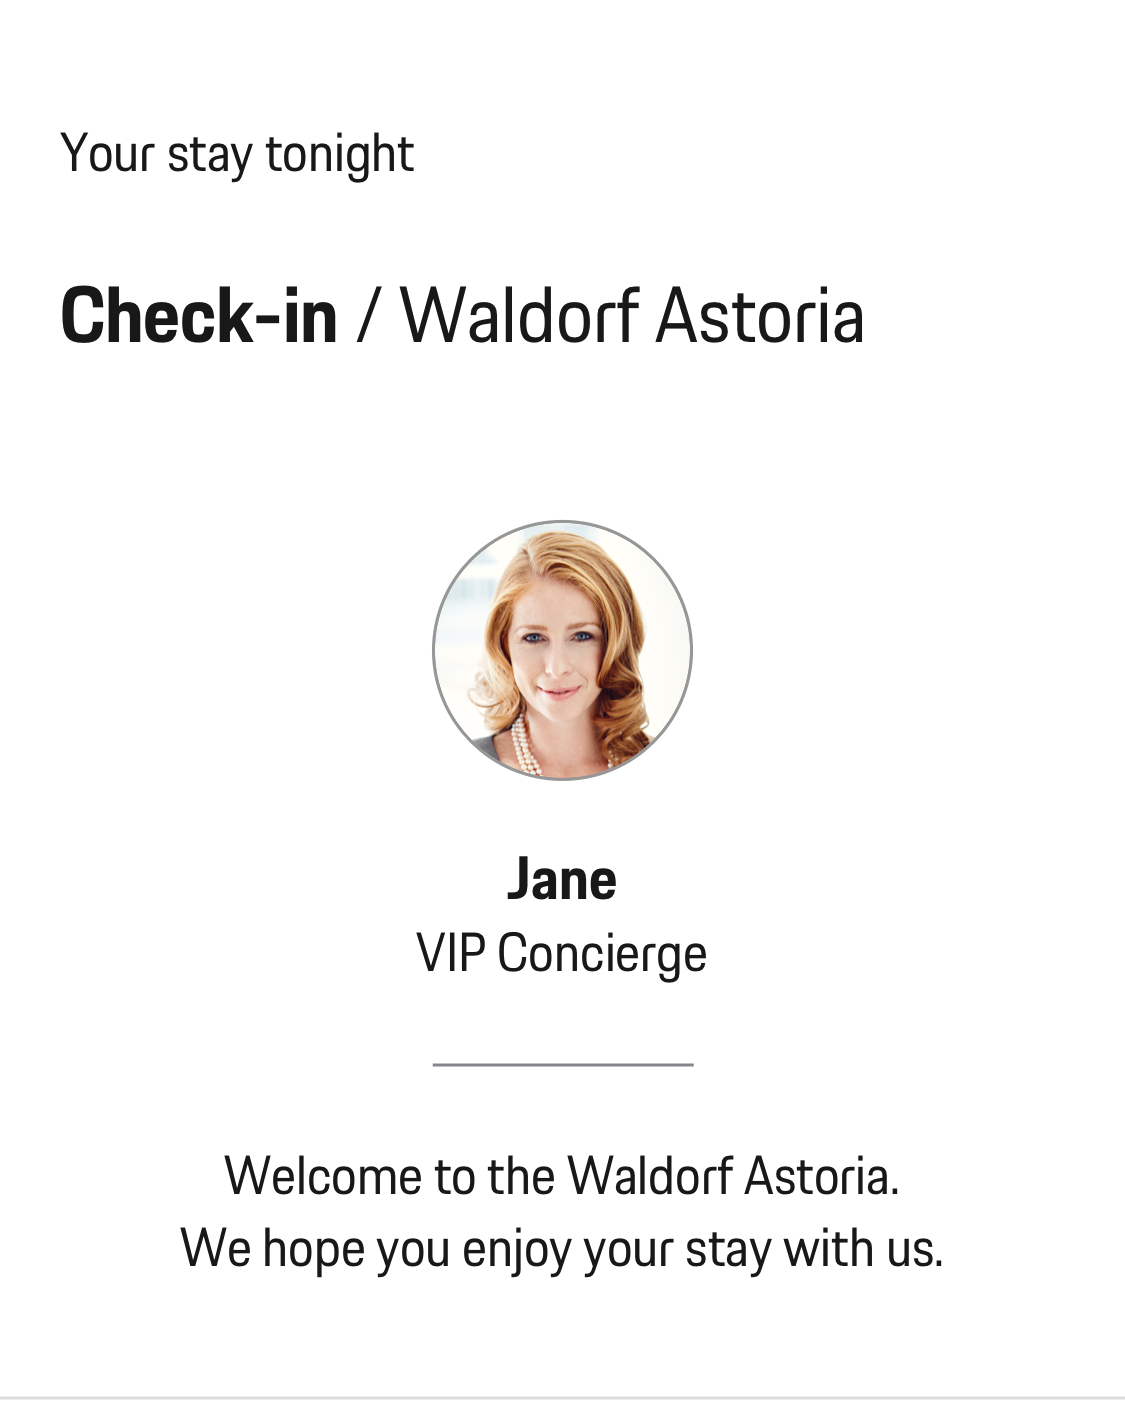 Your stay tonight
Check-in / Waldorf Astoria
Jane
VIP Concierge
Welcome to the Waldorf Astoria.
We hope you enjoy your stay with us.